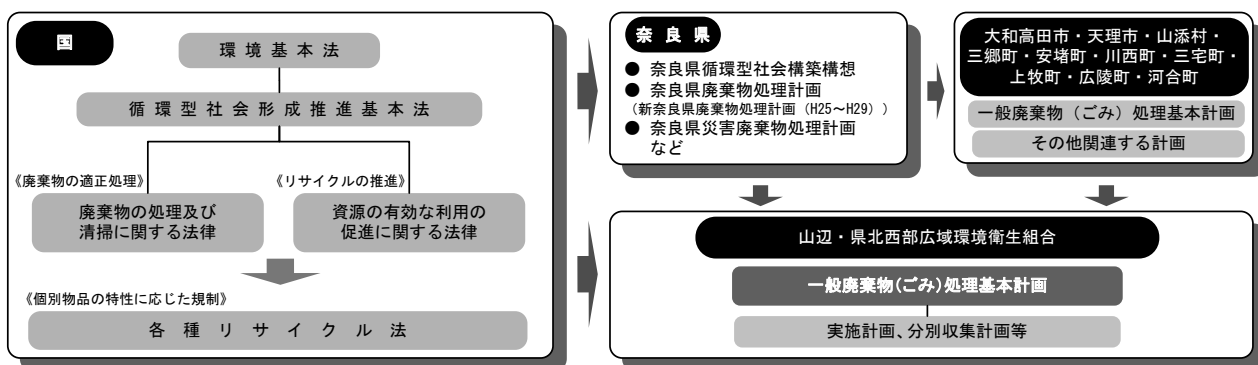 国
環境基本法
循環型社会形成推進基本法
《廃棄物の適正処理》
《リサイクルの推進》
廃棄物の処理及び
清掃に関する法律
資源の有効な利用の
促進に関する法律
《個別物品の特性に応じた規制》
各種リサイクル法
奈良県
● 奈良県循環型社会構築構想
● 奈良県廃棄物処理計画
(新奈良県廃棄物処理計画（H25～H29）)
● 奈良県災害廃棄物処理計画
など
大和高田市・天理市・山添村・
三郷町・安堵町・川西町・三宅町・
上牧町・広陵町・河合町
一般廃棄物（ごみ）処理基本計画
その他関連する計画
山辺・県北西部広域環境衛生組合
一般廃棄物(ごみ)処理基本計画
実施計画、分別収集計画等